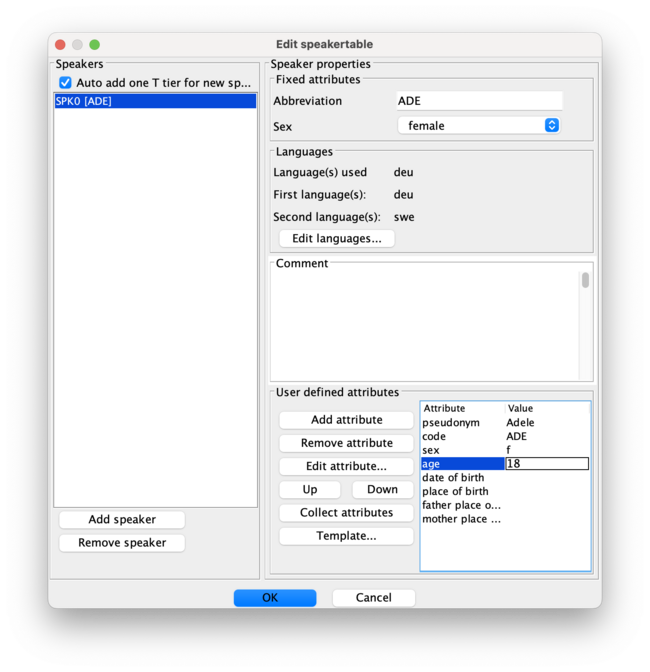 Edit speakertable
Speakers
Auto add one T tier for new sp...
SPK0 [ADE]
Add speaker
Remove speaker
Speaker properties
Fixed attributes
Abbreviation ADE
Sex female
Languages
Language(s) used deu
First language(s): deu
Second language(s): swe
Edit languages...
Comment
User defined attributes
Add attribute
Remove attribute
Edit attribute...
Up Down
Collect attributes
Template...
Attribute Value
pseudonym Adele
code ADE
sex f
age 18
date of birth
place of birth
father place o...
mother place ...
OK Cancel